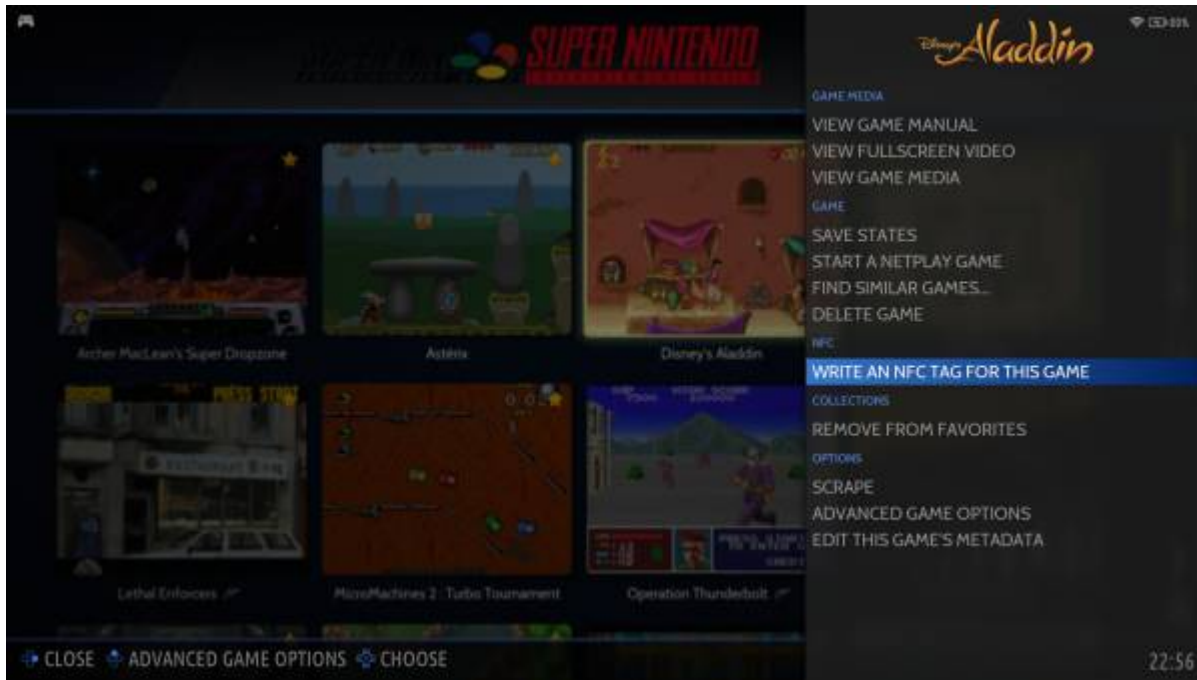 SUPER NINTENDO
Disney's Aladdin
GAME MEDIA
VIEW GAME MANUAL
VIEW FULLSCREEN VIDEO
VIEW GAME MEDIA
GAME
SAVE STATES
START A NETPLAY GAME
FIND SIMILAR GAMES...
DELETE GAME
NFC
WRITE AN NFC TAG FOR THIS GAME
COLLECTIONS
REMOVE FROM FAVORITES
OPTIONS
SCRAPE
ADVANCED GAME OPTIONS
EDIT THIS GAME'S METADATA
Archer MacLean's Super Dropzone
Astérix
Disney's Aladdin
PRESS START
Lethal Enforcers
MicroMachines 2 : Turbo Tournament
Operation Thunderbolt
CLOSE ADVANCED GAME OPTIONS CHOOSE
22:56